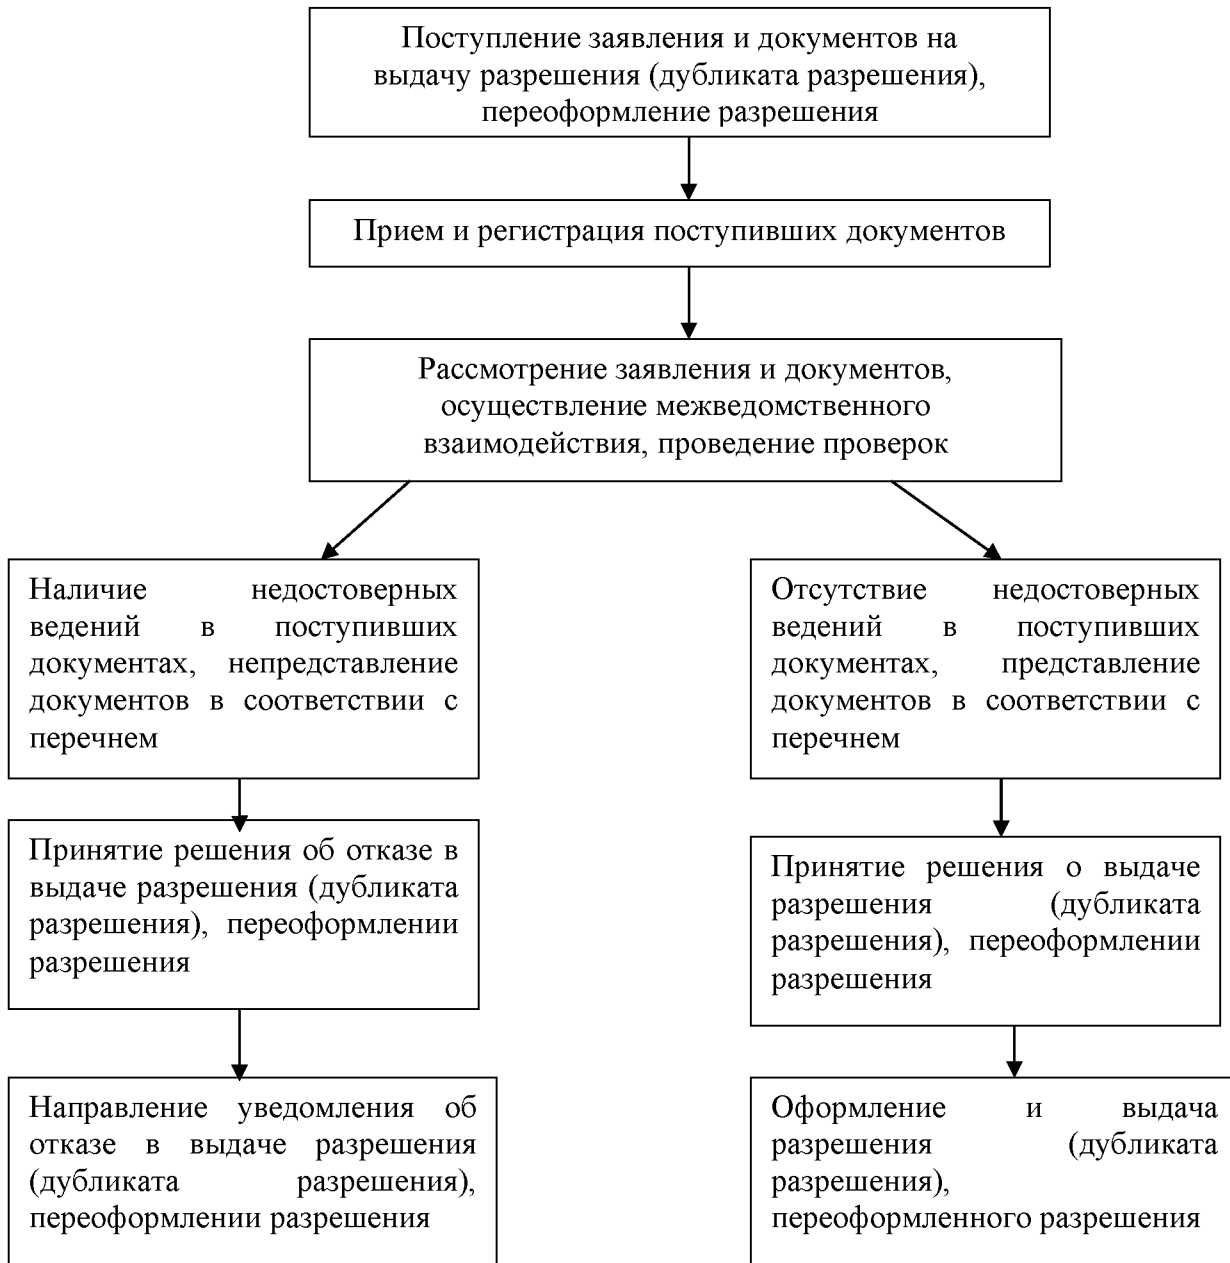 Поступление заявления и документов на
выдачу разрешения (дубликата разрешения),
переоформление разрешения
Прием и регистрация поступивших документов
Рассмотрение заявления и документов,
осуществление межведомственного
взаимодействия, проведение проверок
Наличие недостоверных
ведений в поступивших
документах, непредставление
документов в соответствии с
перечнем
Принятие решения об отказе в
выдаче разрешения (дубликата
разрешения), переоформлении
разрешения
Направление уведомления об
отказе в выдаче разрешения
(дубликата разрешения),
переоформлении разрешения
Отсутствие недостоверных
ведений в поступивших
документах, представление
документов в соответствии с
перечнем
Принятие решения о выдаче
разрешения (дубликата
разрешения), переоформлении
разрешения
Оформление и выдача
разрешения (дубликата
разрешения),
переоформленного разрешения